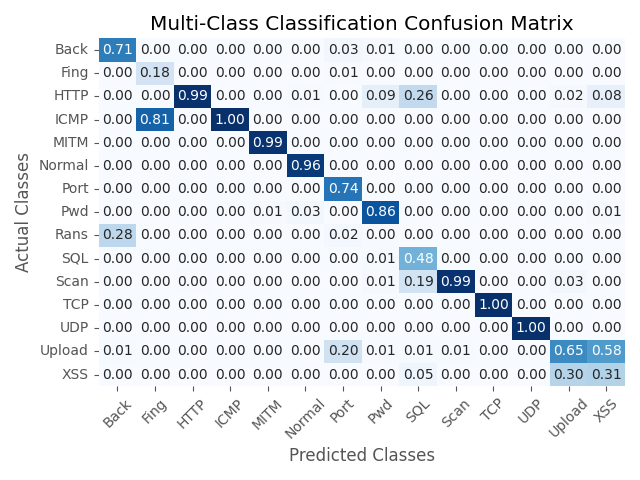 Multi-Class Classification Confusion Matrix
Actual Classes
Back 0.71 0.00 0.00 0.00 0.00 0.00 0.03 0.01 0.00 0.00 0.00 0.00 0.00 0.00
Fing 0.00 0.18 0.00 0.00 0.00 0.00 0.01 0.00 0.00 0.00 0.00 0.00 0.00 0.00
HTTP 0.00 0.00 0.99 0.00 0.00 0.01 0.00 0.09 0.26 0.00 0.00 0.00 0.02 0.08
ICMP 0.00 0.81 0.00 1.00 0.00 0.00 0.00 0.00 0.00 0.00 0.00 0.00 0.00 0.00
MITM 0.00 0.00 0.00 0.00 0.99 0.00 0.00 0.00 0.00 0.00 0.00 0.00 0.00 0.00
Normal 0.00 0.00 0.00 0.00 0.00 0.96 0.00 0.00 0.00 0.00 0.00 0.00 0.00 0.00
Port 0.00 0.00 0.00 0.00 0.00 0.00 0.74 0.00 0.00 0.00 0.00 0.00 0.00 0.00
Pwd 0.00 0.00 0.00 0.00 0.01 0.03 0.00 0.86 0.00 0.00 0.00 0.00 0.00 0.01
Rans 0.28 0.00 0.00 0.00 0.00 0.00 0.02 0.00 0.00 0.00 0.00 0.00 0.00 0.00
SQL 0.00 0.00 0.00 0.00 0.00 0.00 0.00 0.01 0.48 0.00 0.00 0.00 0.00 0.00
Scan 0.00 0.00 0.00 0.00 0.00 0.00 0.00 0.01 0.19 0.99 0.00 0.00 0.03 0.00
TCP 0.00 0.00 0.00 0.00 0.00 0.00 0.00 0.00 0.00 0.00 1.00 0.00 0.00 0.00
UDP 0.00 0.00 0.00 0.00 0.00 0.00 0.00 0.00 0.00 0.00 0.00 1.00 0.00 0.00
Upload 0.01 0.00 0.00 0.00 0.00 0.00 0.20 0.01 0.01 0.01 0.00 0.00 0.65 0.58
XSS 0.00 0.00 0.00 0.00 0.00 0.00 0.00 0.00 0.05 0.00 0.00 0.00 0.30 0.31
Back Fing HTTP ICMP MITM Normal Port Pwd SQL Scan TCP UDP Upload XSS
Predicted Classes